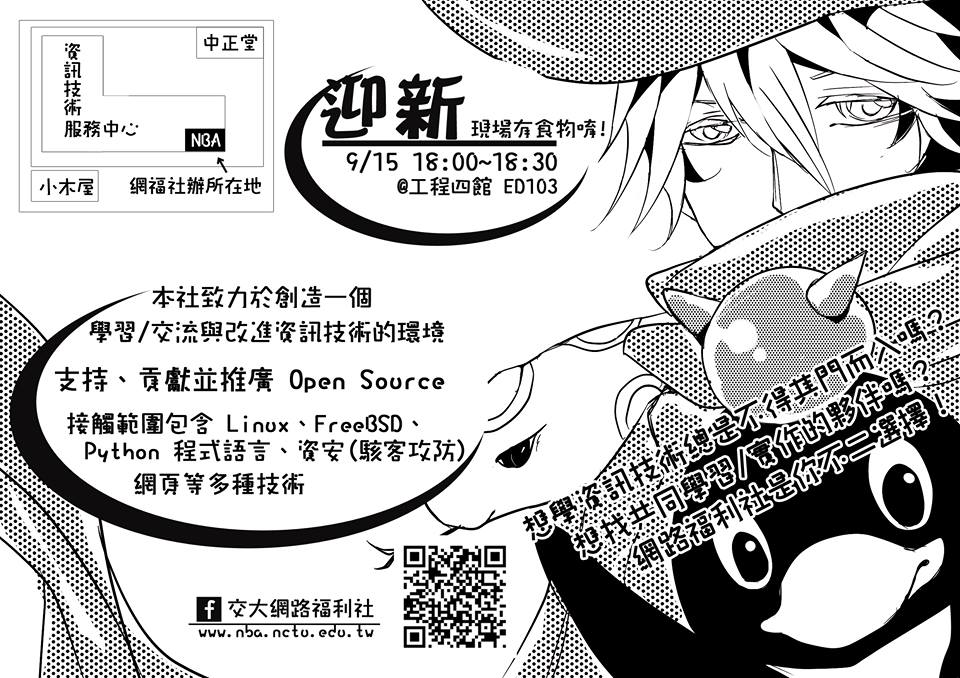 中正堂
資訊技術
服務中心
NBA
小木屋
網福社辦所在地
迎新 現場有食物唷!
9/15 18:00~18:30
@工程四館 ED103
本社致力於創造一個
學習/交流與改進資訊技術的環境
支持、貢獻並推廣 Open Source
接觸範圍包含 Linux、FreeBSD、
Python 程式語言、資安(駭客攻防)
網頁等多種技術
想學資訊技術總是不得其門而入嗎?
想找共同學習/實作的夥伴嗎?
網路福利社是你不二選擇!
f 交大網路福利社
www.nba.nctu.edu.tw